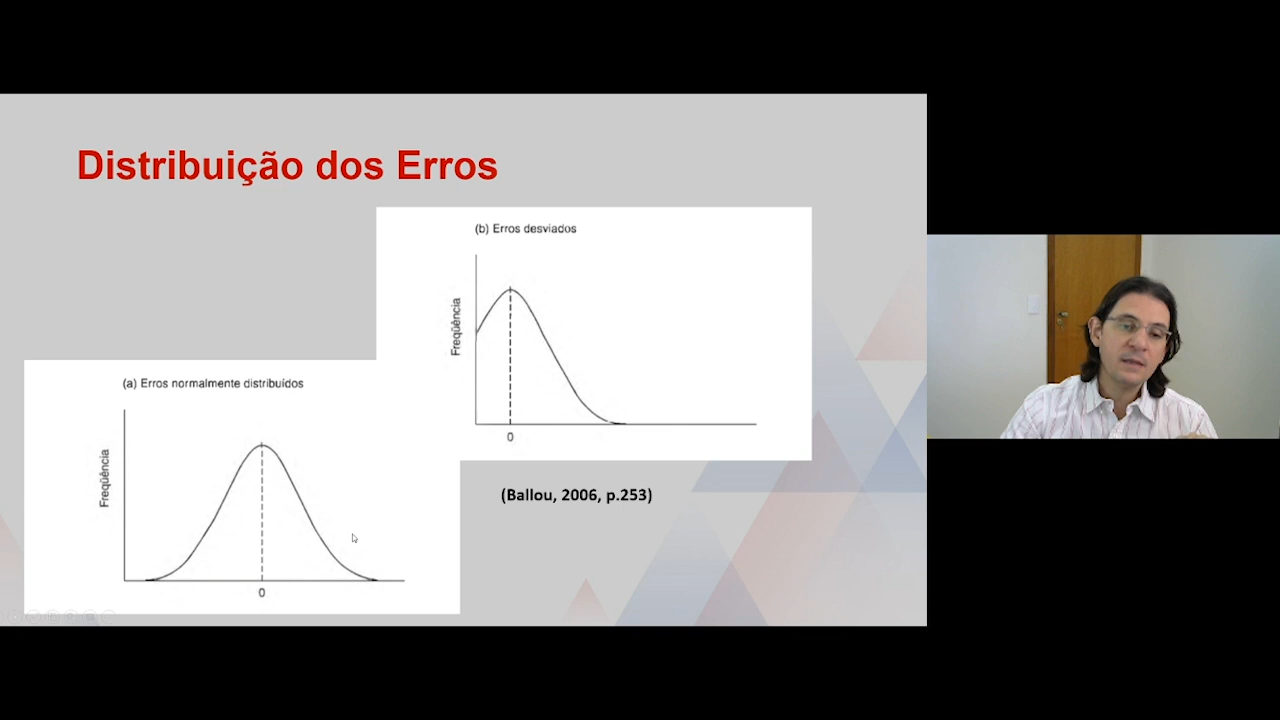 Distribuição dos Erros
(b) Erros desviados
Freqüência
0
(a) Erros normalmente distribuídos
Freqüência
0
(Ballou, 2006, p.253)